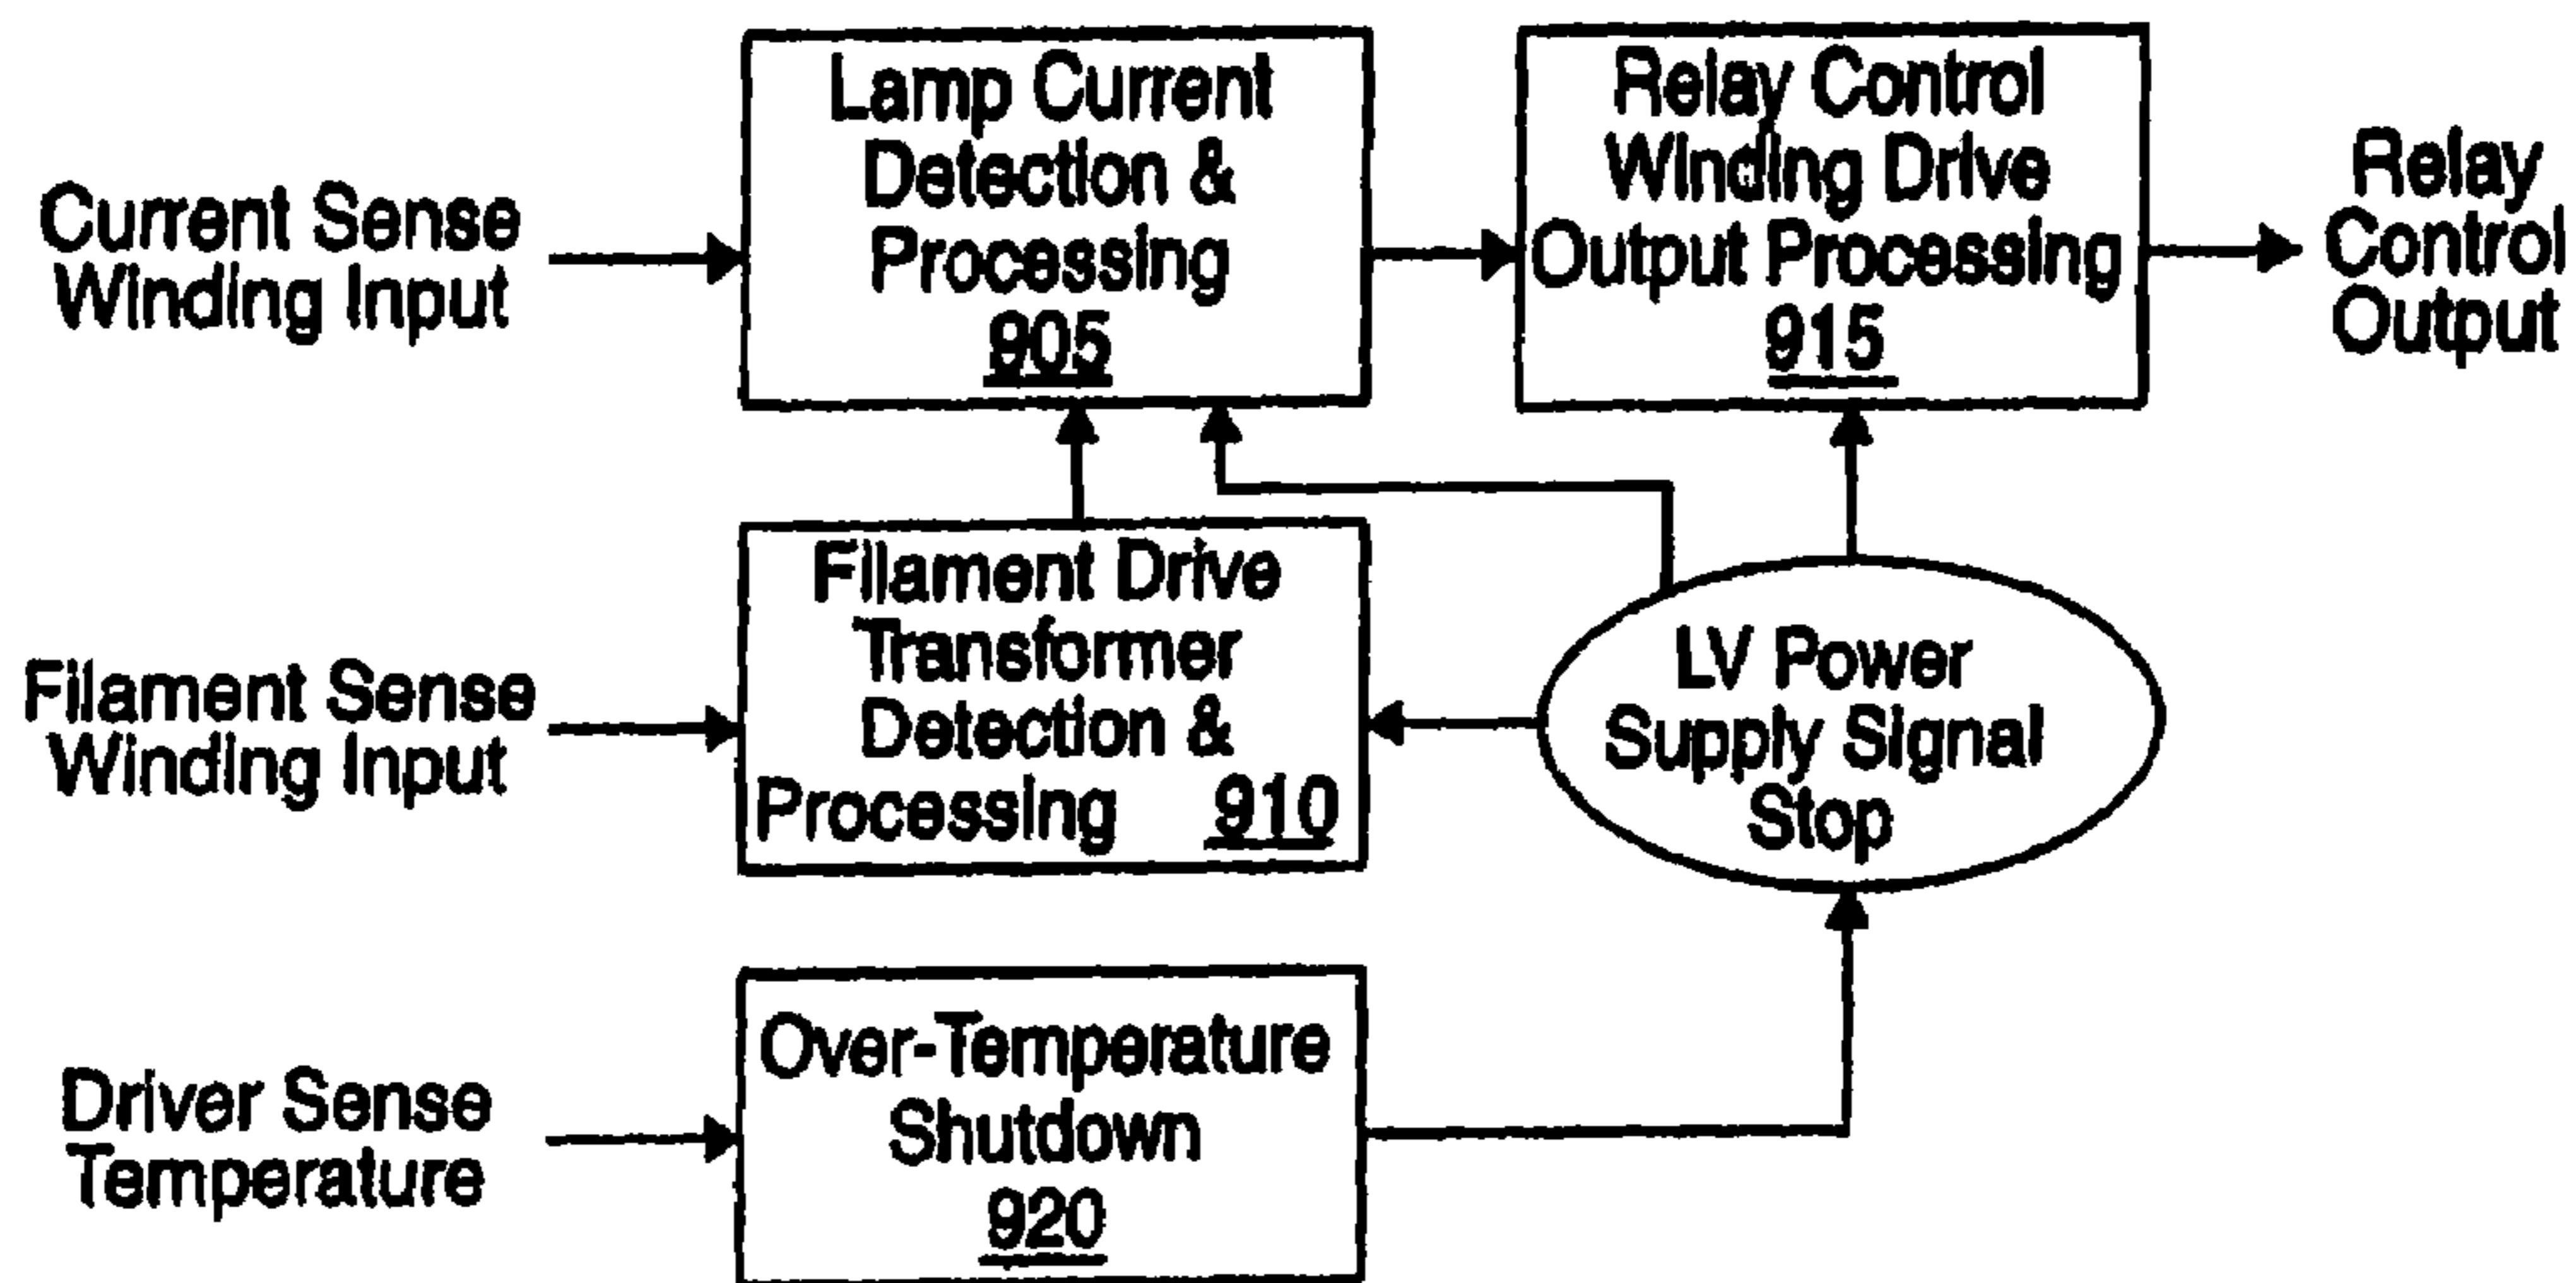 Current Sense
Winding Input
Lamp Current
Detection &
Processing
905
Relay Control
Winding Drive
Output Processing
915
Relay
Control
Output
Filament Sense
Winding Input
Filament Drive
Transformer
Detection &
Processing 910
LV Power
Supply Signal
Stop
Driver Sense
Temperature
Over-Temperature
Shutdown
920